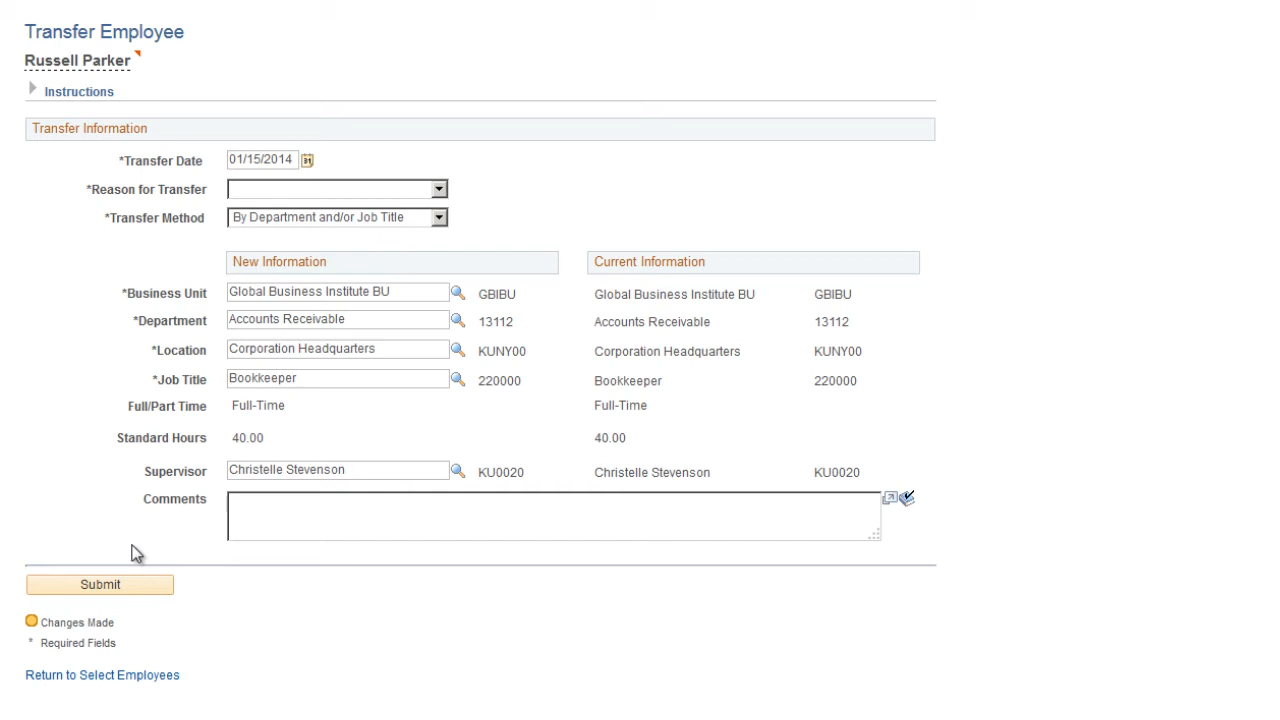 Transfer Employee
Russell Parker
Instructions
Transfer Information
*Transfer Date 01/15/2014 31
*Reason for Transfer
*Transfer Method By Department and/or Job Title
New Information Current Information
*Business Unit Global Business Institute BU GBIBU Global Business Institute BU GBIBU
*Department Accounts Receivable 13112 Accounts Receivable 13112
*Location Corporation Headquarters KUNY00 Corporation Headquarters KUNY00
*Job Title Bookkeeper 220000 Bookkeeper 220000
Full/Part Time Full-Time Full-Time
Standard Hours 40.00 40.00
Supervisor Christelle Stevenson KU0020 Christelle Stevenson KU0020
Comments
Submit
Changes Made
* Required Fields
Return to Select Employees